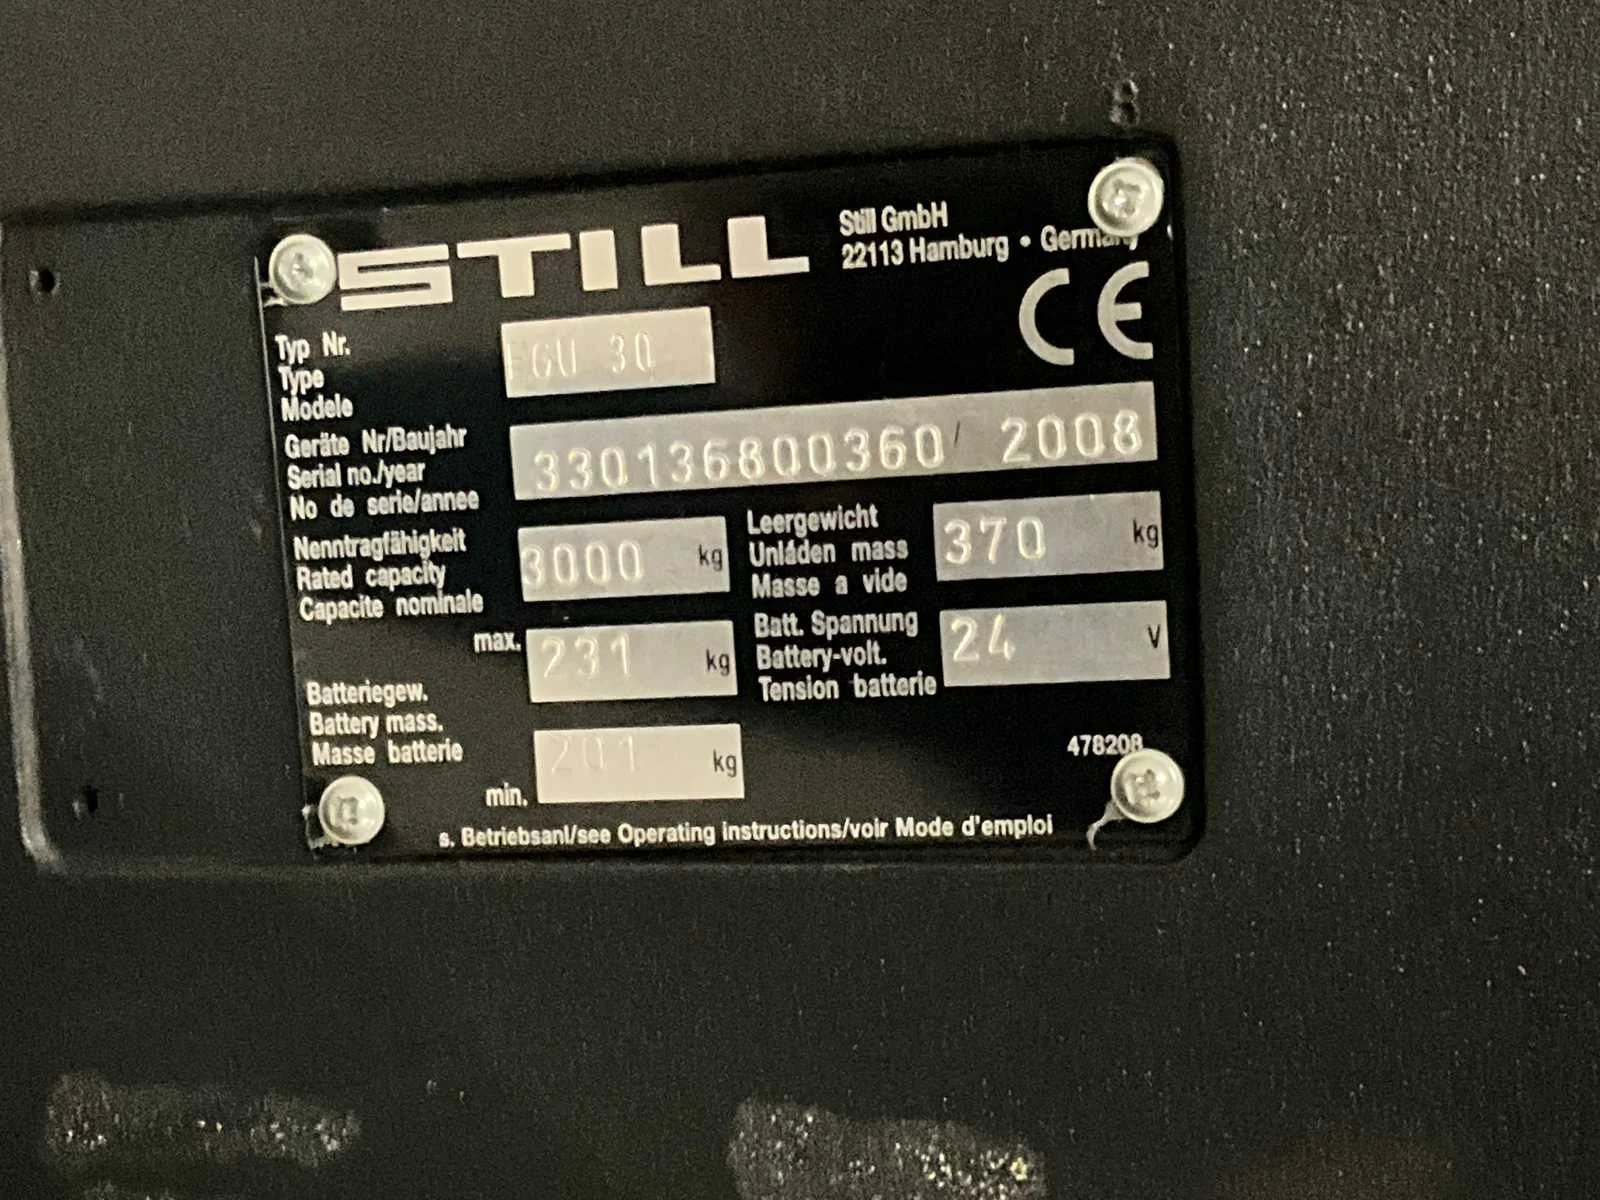 STILL
Still GmbH
22113 Hamburg • Germany
CE
Typ Nr.
Type
Modele
EGU 30
Geräte Nr/Baujahr
Serial no./year
No de serie/annee
330136800360/ 2008
Nenntragfähigkeit
Rated capacity
Capacite nominale
3000 kg
Leergewicht
Unláden mass
Masse a vide
370 kg
max. 231 kg
Batteriegew.
Battery mass.
Masse batterie
min. 201 kg
Batt. Spannung
Battery-volt.
Tension batterie
24 V
478208
s. Betriebsanl/see Operating instructions/voir Mode d'emploi